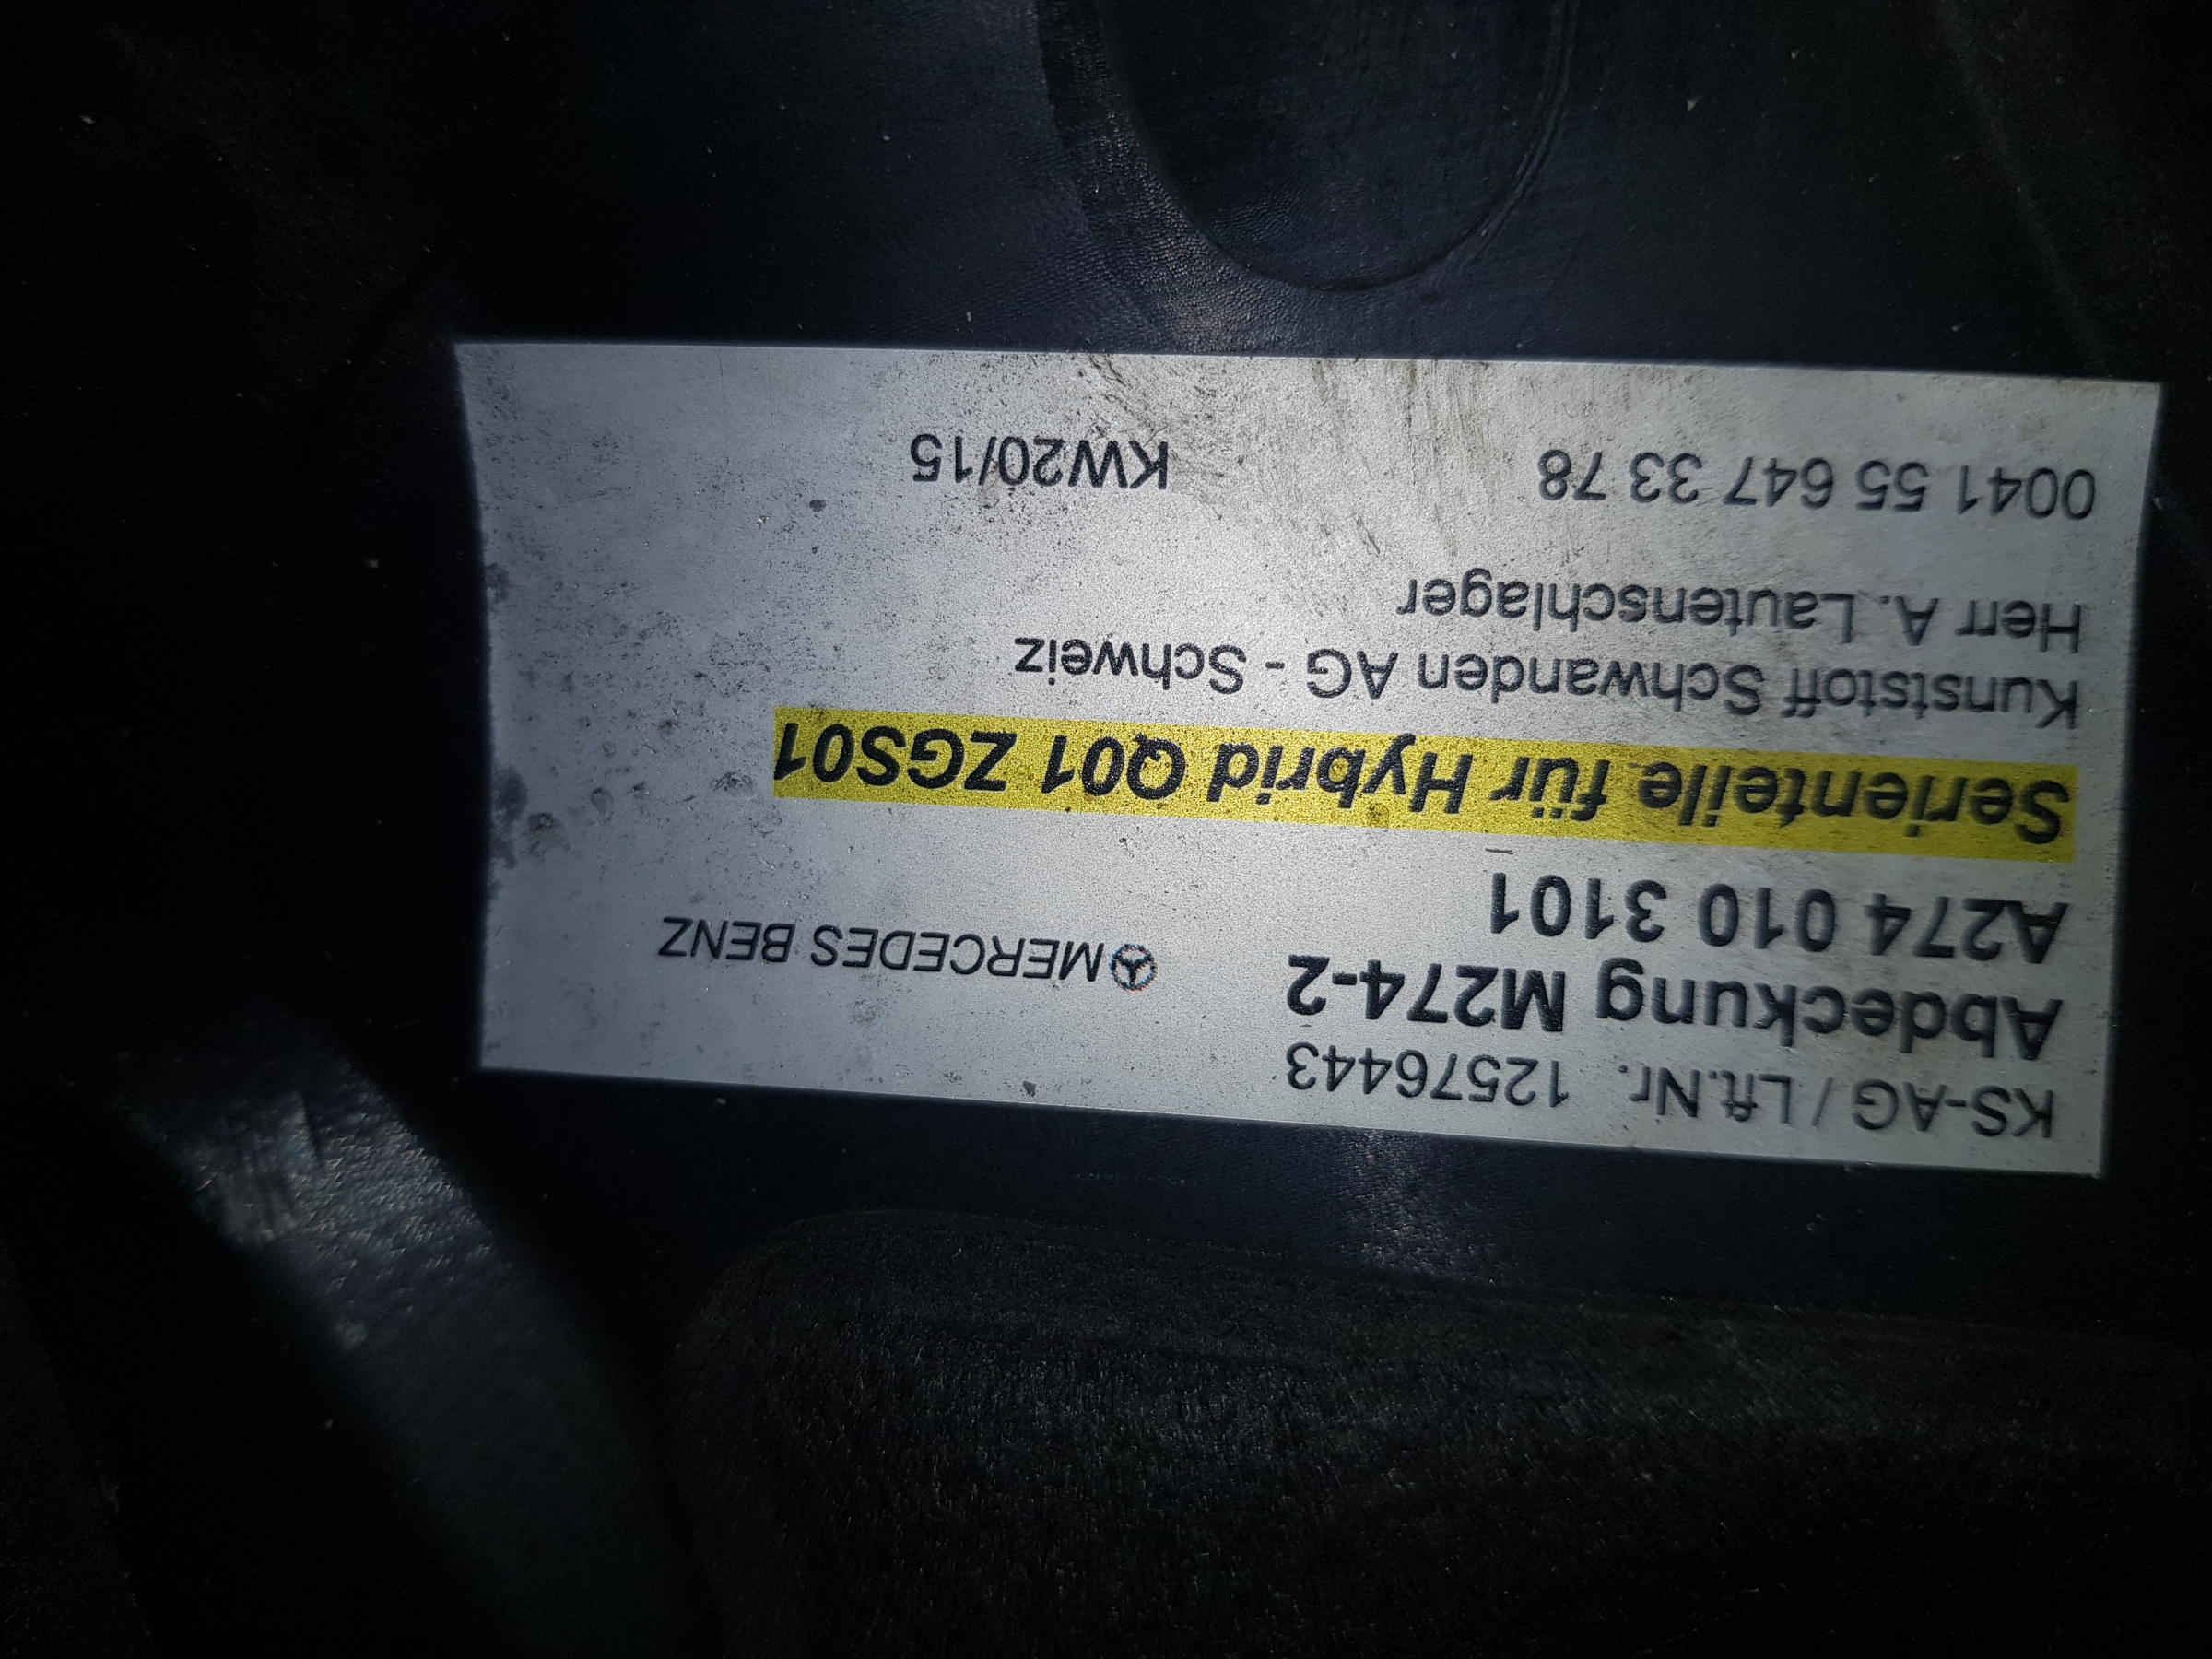 KS-AG / Lft.Nr. 12576443
Abdeckung M274-2
MERCEDES BENZ
A274 010 3101
Serienteile für Hybrid Q01 ZGS01
Kunststoff Schwanden AG - Schweiz
Herr A. Lautenschlager
0041 55 647 33 78 KW20/15